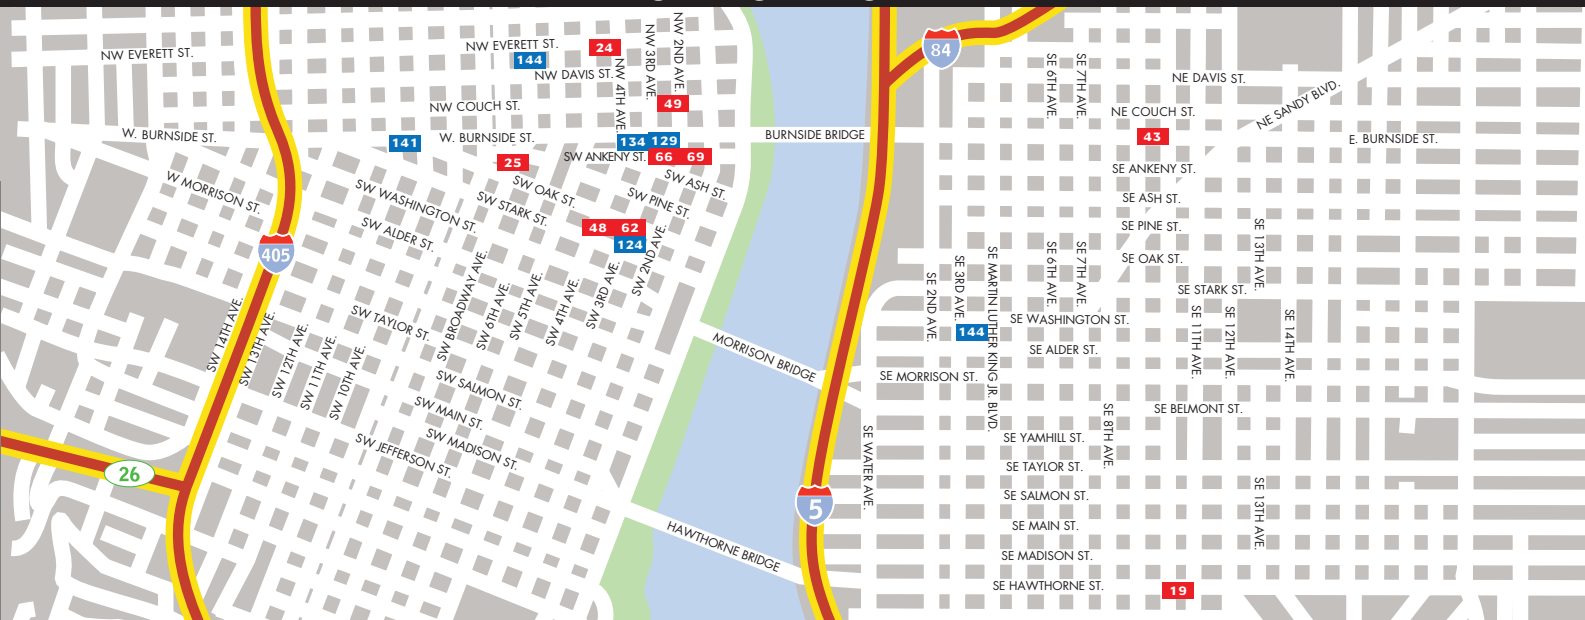 NW EVERETT ST.
NW EVERETT ST.
144
24
NW DAVIS ST.
NW 4TH AVE.
NW 3RD AVE.
NW 2ND AVE.
NW COUCH ST.
49
W. BURNSIDE ST.
141
W. BURNSIDE ST.
134
129
BURNSIDE BRIDGE
25
SW ANKENY ST.
66
69
W MORRISON ST.
SW WASHINGTON ST.
SW OAK ST.
SW STARK ST.
SW ASH ST.
SW PINE ST.
SW ALDER ST.
48
62
124
405
SW BROADWAY AVE.
SW 6TH AVE.
SW 5TH AVE.
SW 4TH AVE.
SW 3RD AVE.
SW 2ND AVE.
SW 14TH AVE.
SW 13TH AVE.
SW 12TH AVE.
SW 11TH AVE.
SW 10TH AVE.
SW TAYLOR ST.
SW SALMON ST.
SW MAIN ST.
SW MADISON ST.
SW JEFFERSON ST.
26
MORRISON BRIDGE
HAWTHORNE BRIDGE
5
84
SE 6TH AVE.
SE 7TH AVE.
NE DAVIS ST.
NE COUCH ST.
NE SANDY BLVD.
43
E. BURNSIDE ST.
SE ANKENY ST.
SE ASH ST.
SE PINE ST.
SE OAK ST.
SE 13TH AVE.
SE STARK ST.
SE 2ND AVE.
SE 3RD AVE.
SE MARTIN LUTHER KING JR. BLVD.
SE 6TH AVE.
SE 7TH AVE.
144
SE WASHINGTON ST.
SE ALDER ST.
SE 11TH AVE.
SE 12TH AVE.
SE 14TH AVE.
SE MORRISON ST.
SE BELMONT ST.
SE WATER AVE.
SE 8TH AVE.
SE YAMHILL ST.
SE TAYLOR ST.
SE SALMON ST.
SE MAIN ST.
SE 13TH AVE.
SE MADISON ST.
SE HAWTHORNE ST.
19